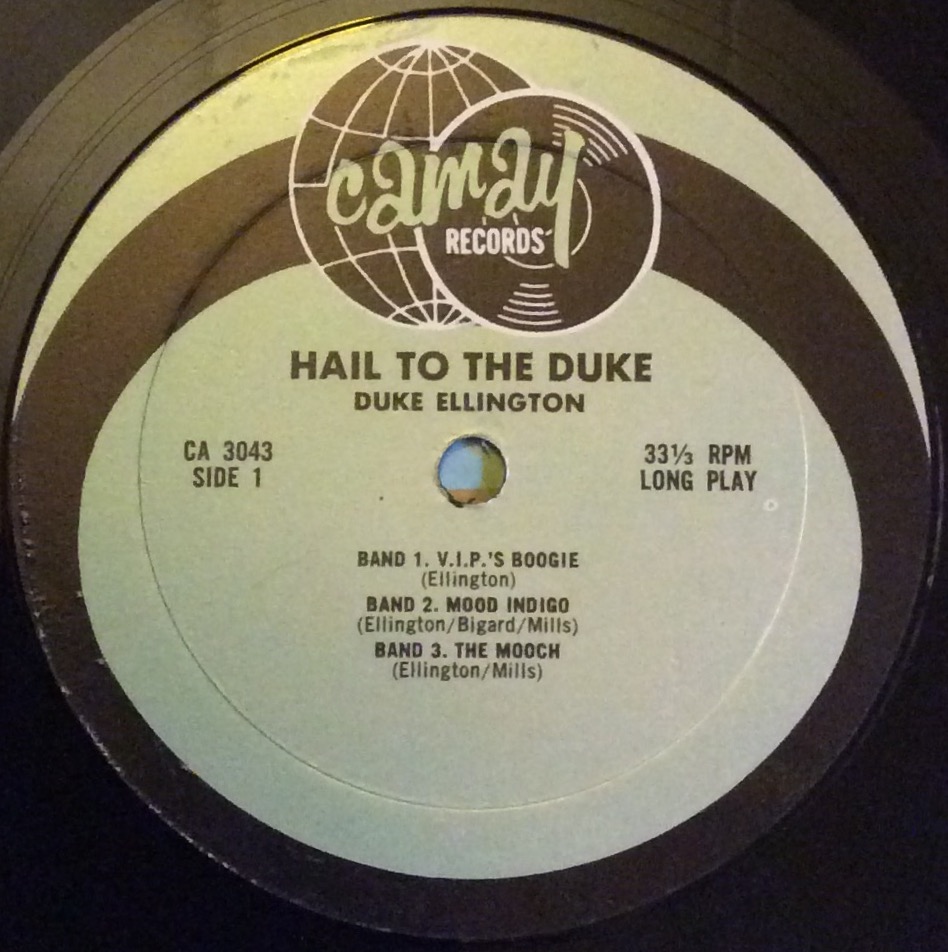 camay
RECORDS
HAIL TO THE DUKE
DUKE ELLINGTON
CA 3043
SIDE 1
33⅓ RPM
LONG PLAY
BAND 1. V.I.P.'S BOOGIE
(Ellington)
BAND 2. MOOD INDIGO
(Ellington/Bigard/Mills)
BAND 3. THE MOOCH
(Ellington/Mills)